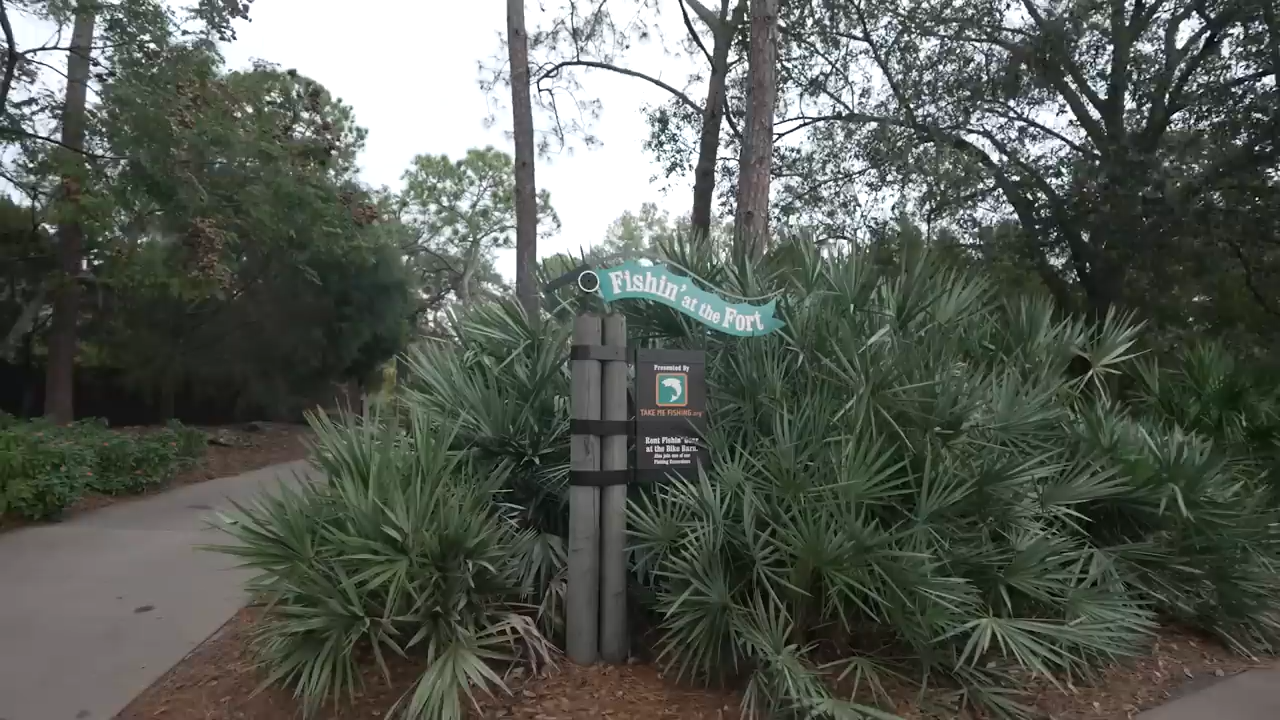 Fishin' at the Fort
Presented By
TAKE ME FISHING.org
Rent Fishin' Gear
at the Bike Barn.
Also join one of our
Fishing Excursions